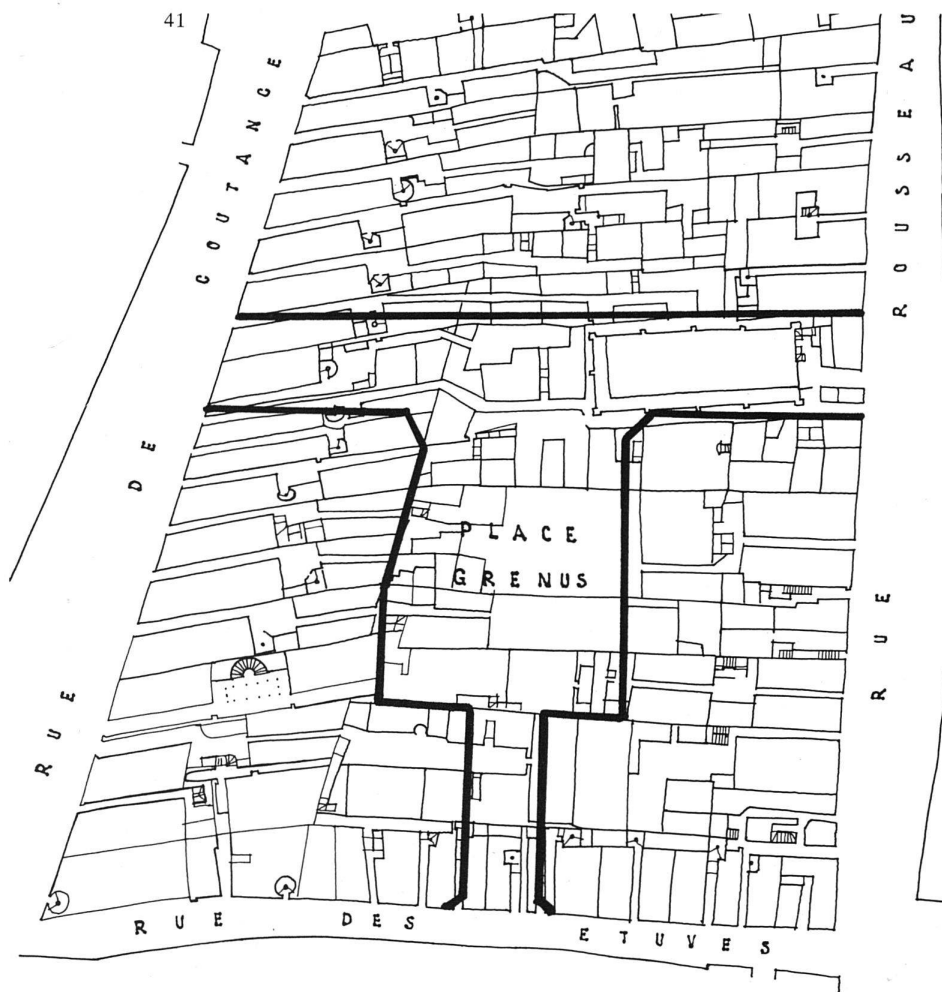 41
RUE DE COUTANCE
RUE ROUSSEAU
PLACE
GRENUS
RUE DES ETUVES